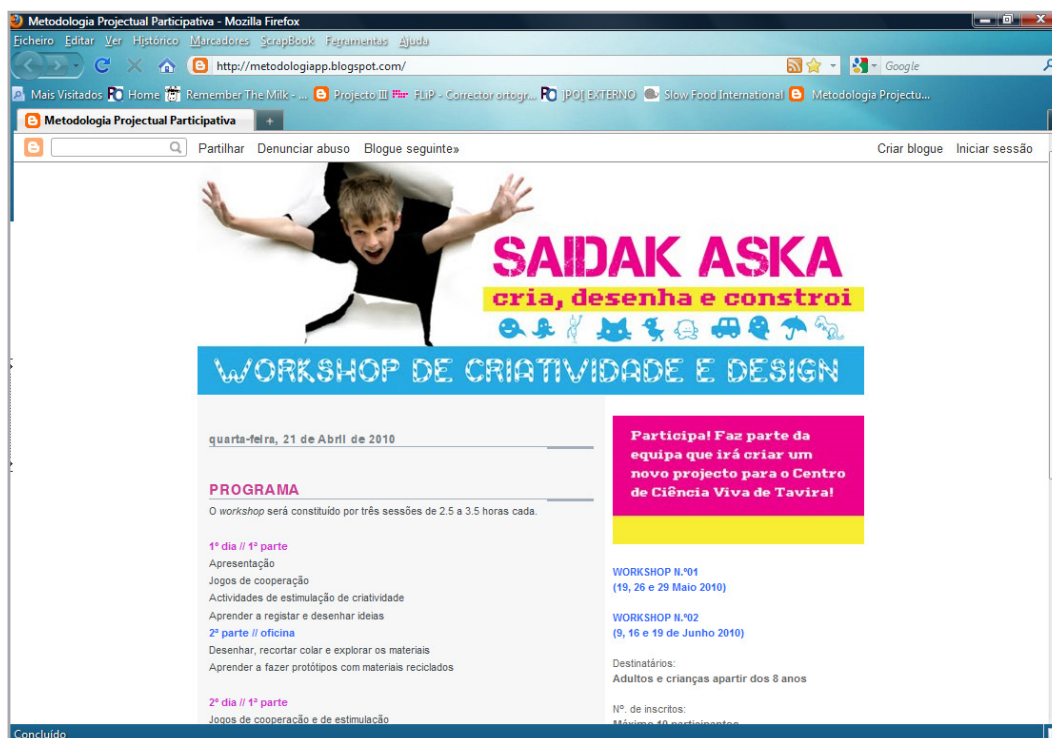 Metodologia Projectual Participativa - Mozilla Firefox
Ficheiro Editar Ver Histórico Marcadores ScrapBook Ferramentas Ajuda
http://metodologiapp.blogspot.com/
Google
Mais Visitados Home Remember The Milk - ... Projecto III FLiP - Corrector ortogr... |PO| EXTERNO Slow Food International Metodologia Projectu...
Metodologia Projectual Participativa
Partilhar Denunciar abuso Blogue seguinte»
Criar blogue Iniciar sessão
SAIDAK ASKA
cria, desenha e constroi
WORKSHOP DE CRIATIVIDADE E DESIGN
quarta-feira, 21 de Abril de 2010
PROGRAMA
O workshop será constituído por três sessões de 2.5 a 3.5 horas cada.
1º dia // 1ª parte
Apresentação
Jogos de cooperação
Actividades de estimulação de criatividade
Aprender a registar e desenhar ideias
2ª parte // oficina
Desenhar, recortar colar e explorar os materiais
Aprender a fazer protótipos com materiais reciclados
2º dia // 1ª parte
Jogos de cooperação e de estimulação
Participa! Faz parte da
equipa que irá criar um
novo projecto para o Centro
de Ciência Viva de Tavira!
WORKSHOP N.º01
(19, 26 e 29 Maio 2010)
WORKSHOP N.º02
(9, 16 e 19 de Junho 2010)
Destinatários:
Adultos e crianças apartir dos 8 anos
Nº. de inscritos:
Máximo 10 participantes
Concluído